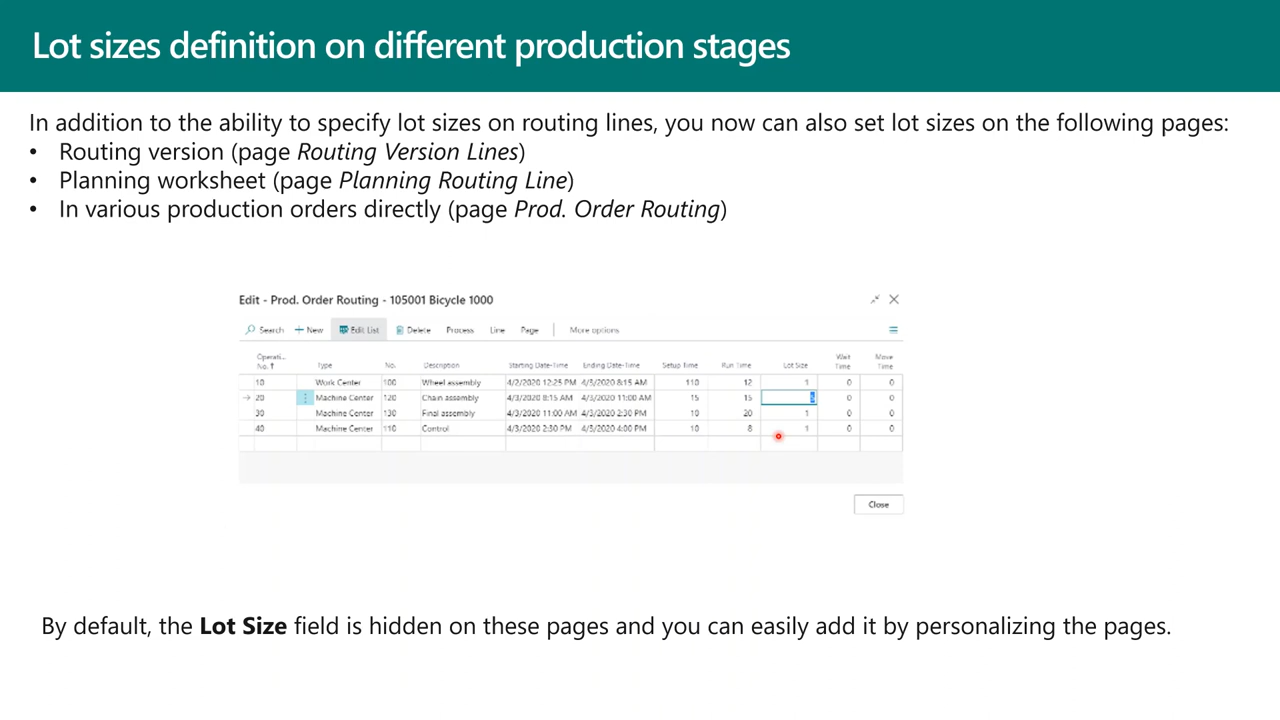 Lot sizes definition on different production stages
In addition to the ability to specify lot sizes on routing lines, you now can also set lot sizes on the following pages:
• Routing version (page Routing Version Lines)
• Planning worksheet (page Planning Routing Line)
• In various production orders directly (page Prod. Order Routing)
Edit - Prod. Order Routing - 105001 Bicycle 1000
Search New Edit List Delete Process Line Page More options
Operati... No. ↑ Type No. Description Starting Date-Time Ending Date-Time Setup Time Run Time Lot Size Wait Time Move Time
10 Work Center 100 Wheel assembly 4/2/2020 12:25 PM 4/3/2020 8:15 AM 110 12 1 0 0
20 Machine Center 120 Chain assembly 4/3/2020 8:15 AM 4/3/2020 11:00 AM 15 15 0 0
30 Machine Center 130 Final assembly 4/3/2020 11:00 AM 4/3/2020 2:30 PM 10 20 1 0 0
40 Machine Center 110 Control 4/3/2020 2:30 PM 4/3/2020 4:00 PM 10 8 1 0 0
Close
By default, the Lot Size field is hidden on these pages and you can easily add it by personalizing the pages.